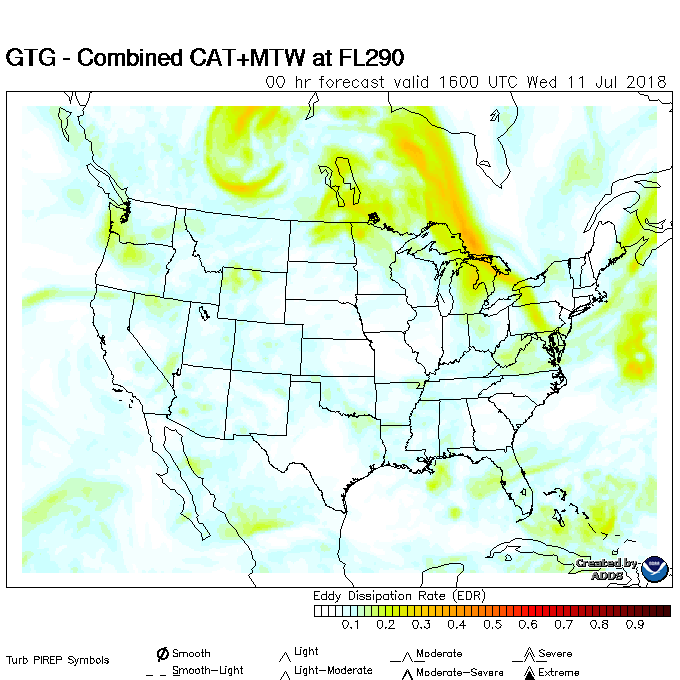 GTG - Combined CAT+MTW at FL290
00 hr forecast valid 1600 UTC Wed 11 Jul 2018
Created by
ADDS
Eddy Dissipation Rate (EDR)
0.1 0.2 0.3 0.4 0.5 0.6 0.7 0.8 0.9
Turb PIREP Symbols
Smooth
Light
Moderate
Severe
Smooth-Light
Light-Moderate
Moderate-Severe
Extreme